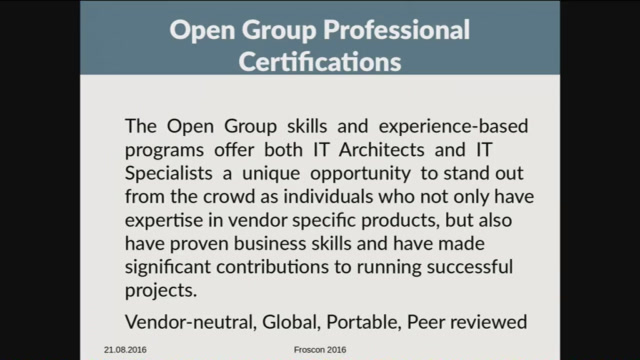 Open Group Professional
Certifications
The Open Group skills and experience-based
programs offer both IT Architects and IT
Specialists a unique opportunity to stand out
from the crowd as individuals who not only have
expertise in vendor specific products, but also
have proven business skills and have made
significant contributions to running successful
projects.
Vendor-neutral, Global, Portable, Peer reviewed
21.08.2016
Froscon 2016